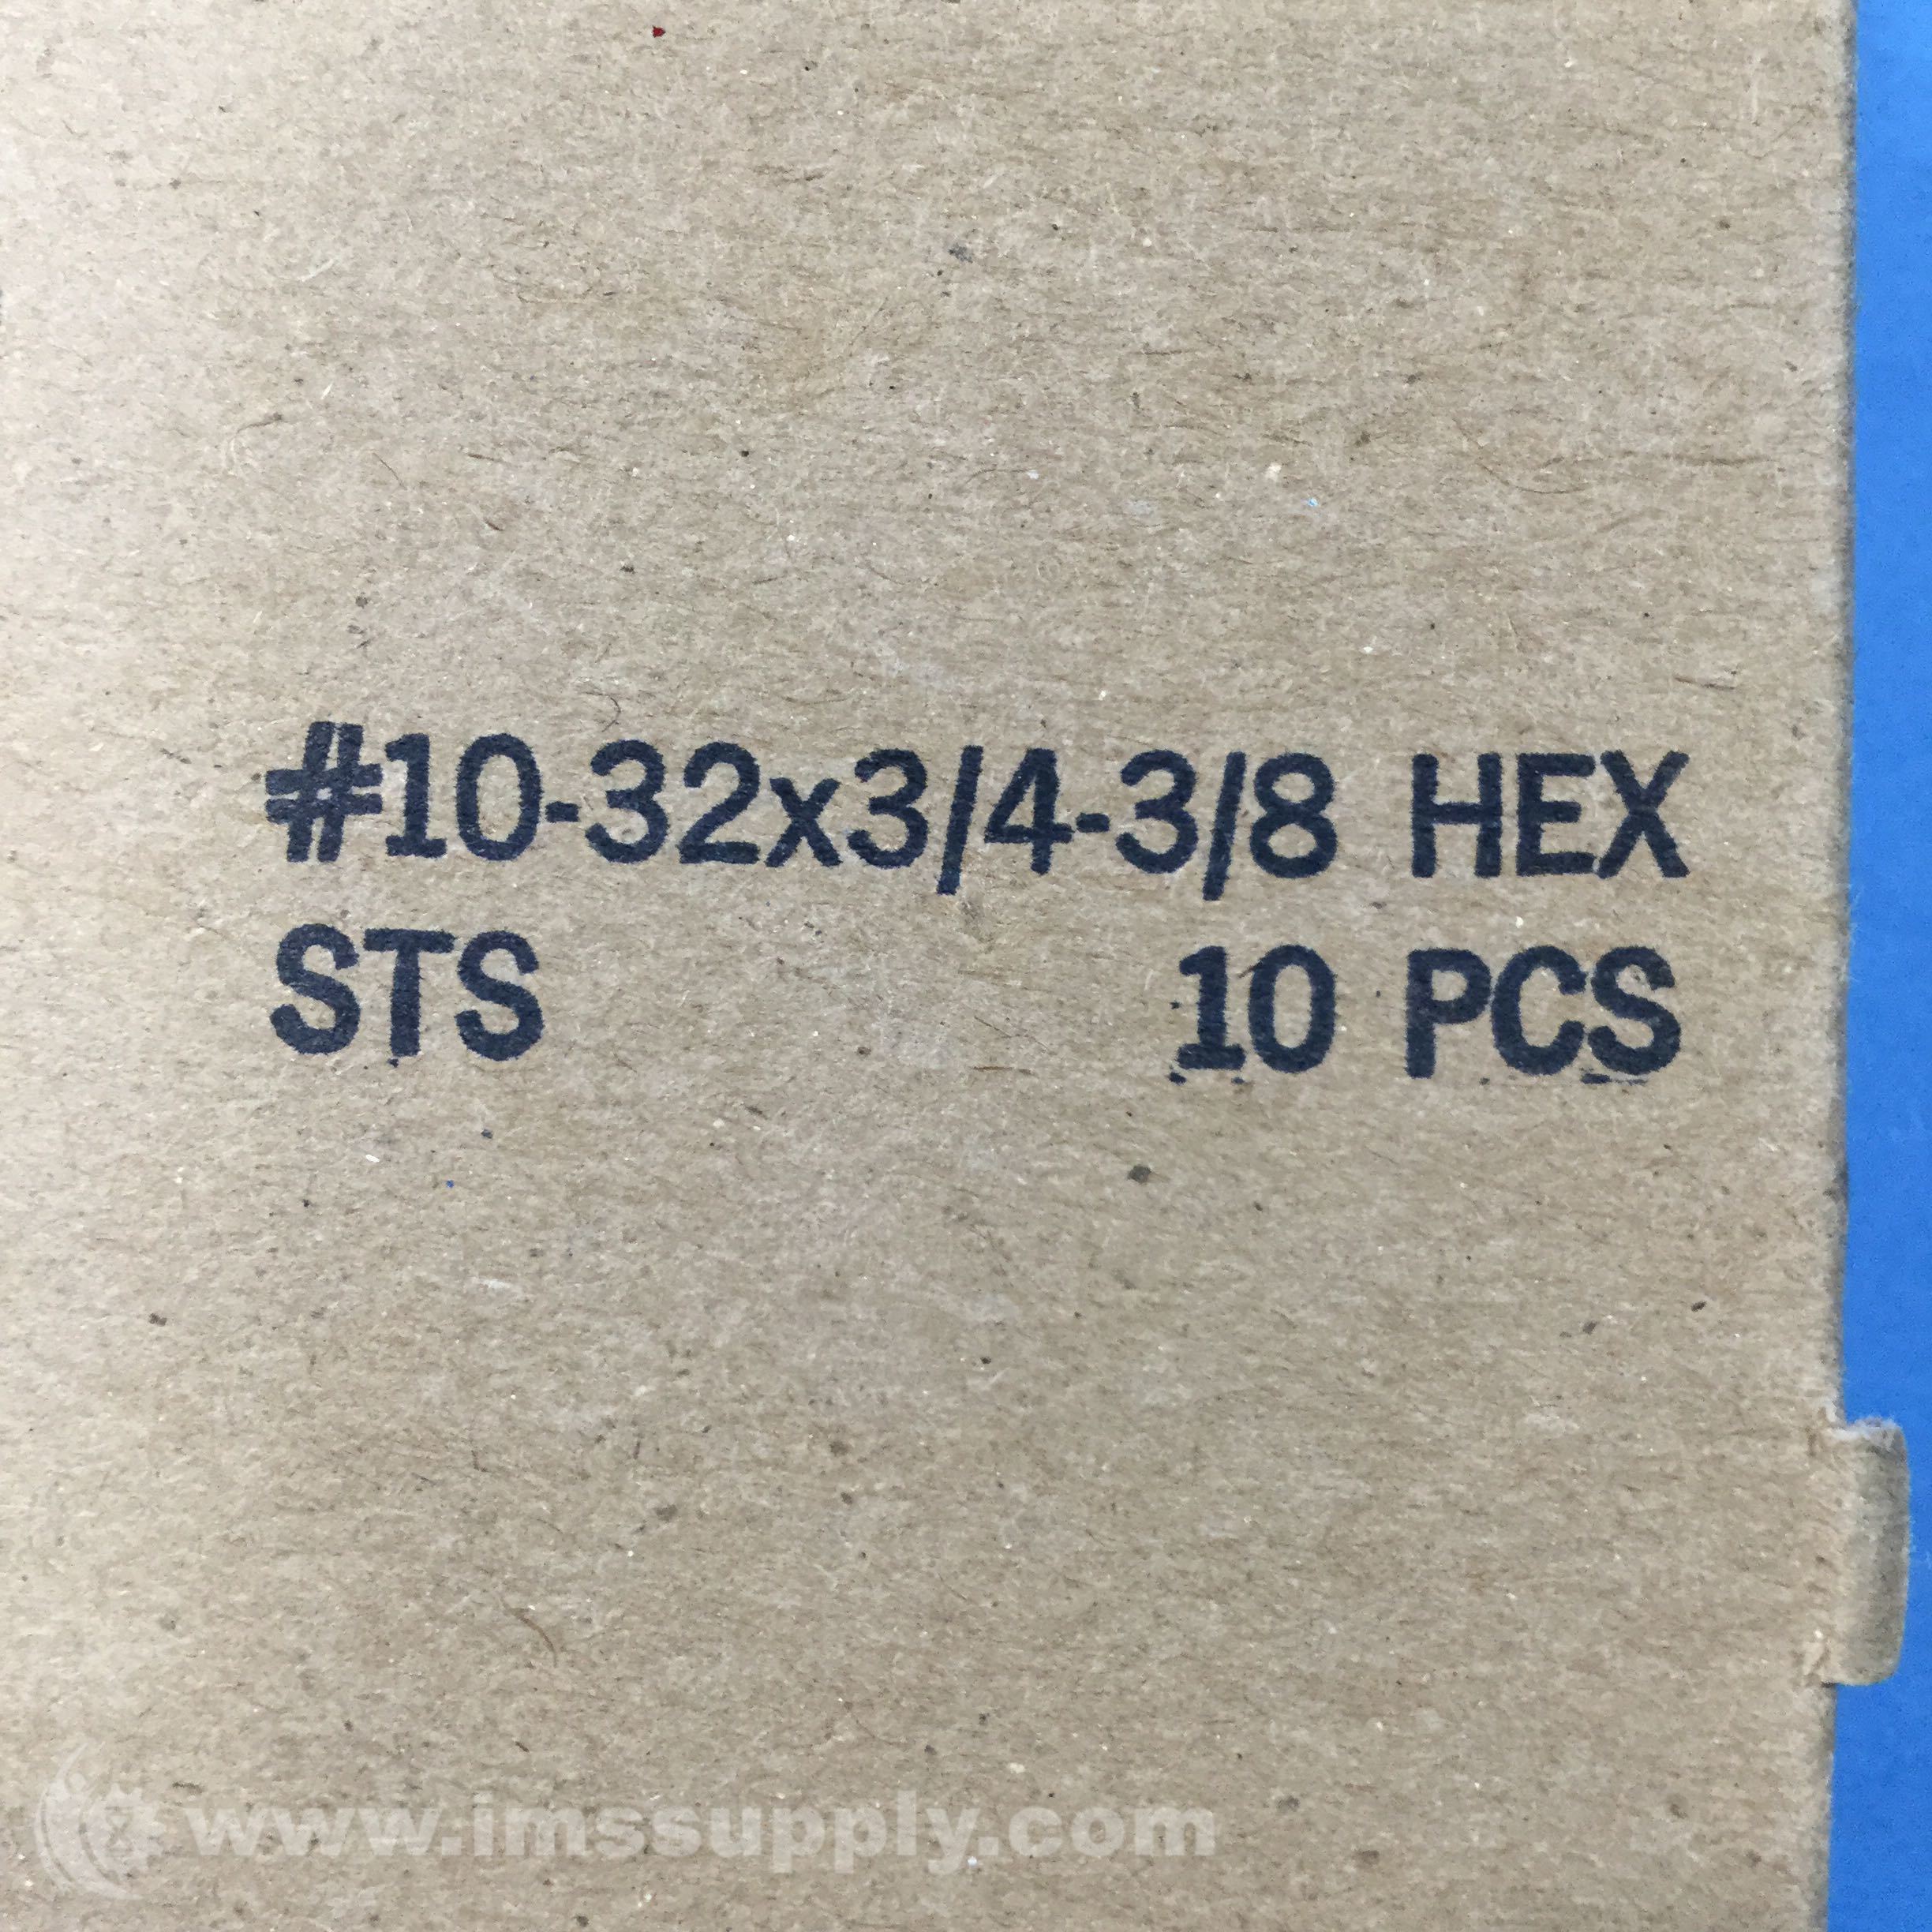 #10-32x3/4-3/8 HEX
STS 10 PCS
www.imssupply.com